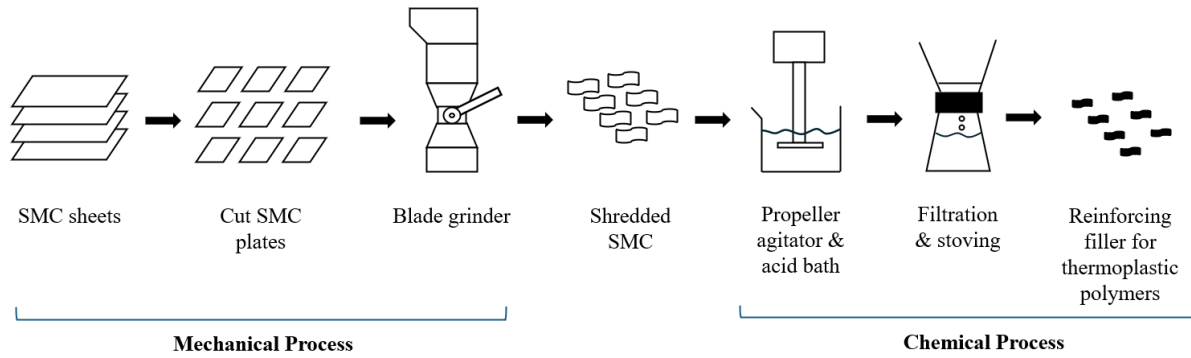 SMC sheets
Cut SMC
plates
Blade grinder
Shredded
SMC
Propeller
agitator &
acid bath
Filtration
& stoving
Reinforcing
filler for
thermoplastic
polymers
Mechanical Process
Chemical Process